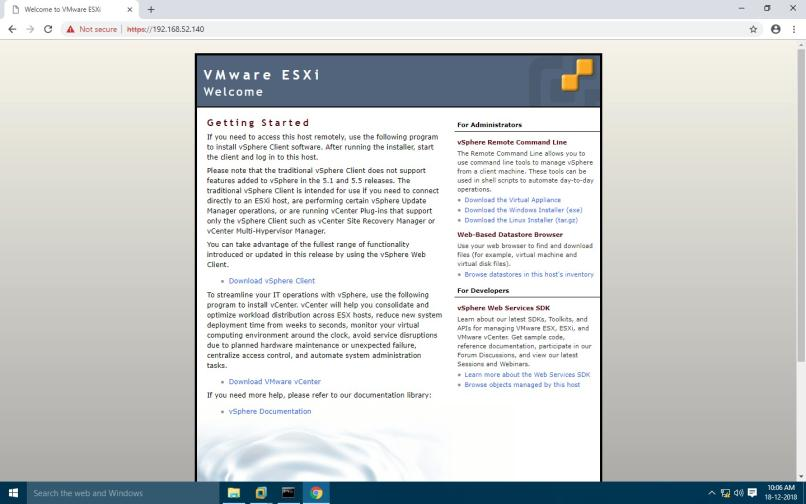 Welcome to VMware ESXi
Not secure | https://192.168.52.140
VMware ESXi
Welcome
Getting Started
If you need to access this host remotely, use the following program
to install vSphere Client software. After running the installer, start
the client and log in to this host.
Please note that the traditional vSphere Client does not support
features added to vSphere in the 5.1 and 5.5 releases. The
traditional vSphere Client is intended for use if you need to connect
directly to an ESXi host, are performing certain vSphere Update
Manager operations, or are running vCenter Plug-ins that support
only the vSphere Client such as vCenter Site Recovery Manager or
vCenter Multi-Hypervisor Manager.
You can take advantage of the fullest range of functionality
introduced or updated in this release by using the vSphere Web
Client.
Download vSphere Client
To streamline your IT operations with vSphere, use the following
program to install vCenter. vCenter will help you consolidate and
optimize workload distribution across ESX hosts, reduce new system
deployment time from weeks to seconds, monitor your virtual
computing environment around the clock, avoid service disruptions
due to planned hardware maintenance or unexpected failure,
centralize access control, and automate system administration
tasks.
Download VMware vCenter
If you need more help, please refer to our documentation library:
vSphere Documentation
For Administrators
vSphere Remote Command Line
The Remote Command Line allows you to
use command line tools to manage vSphere
from a client machine. These tools can be
used in shell scripts to automate day-to-day
operations.
Download the Virtual Appliance
Download the Windows Installer (exe)
Download the Linux Installer (tar.gz)
Web-Based Datastore Browser
Use your web browser to find and download
files (for example, virtual machine and
virtual disk files).
Browse datastores in this host's inventory
For Developers
vSphere Web Services SDK
Learn about our latest SDKs, Toolkits, and
APIs for managing VMware ESX, ESXi, and
VMware vCenter. Get sample code,
reference documentation, participate in our
Forum Discussions, and view our latest
Sessions and Webinars.
Learn more about the Web Services SDK
Browse objects managed by this host
Search the web and Windows
10:06 AM
18-12-2018